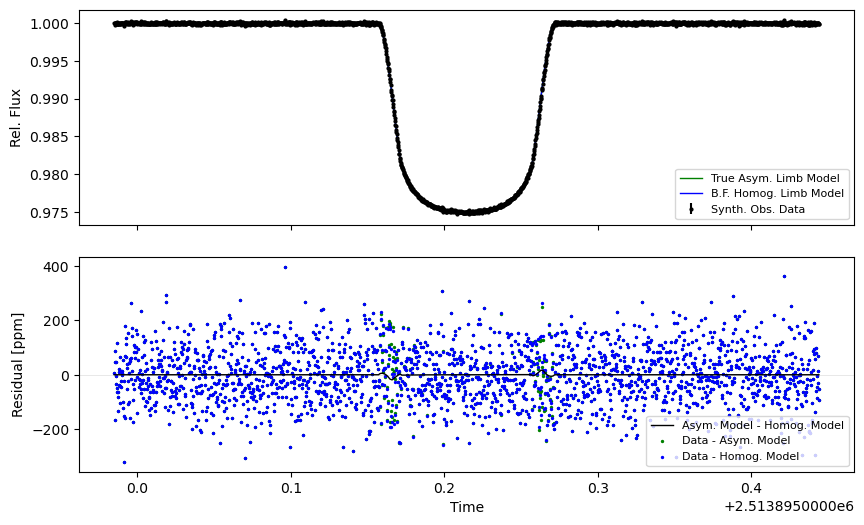 1.000
0.995
0.990
0.985
0.980
0.975
Rel. Flux
True Asym. Limb Model
B.F. Homog. Limb Model
Synth. Obs. Data
400
200
0
−200
Residual [ppm]
Asym. Model - Homog. Model
Data - Asym. Model
Data - Homog. Model
0.0
0.1
0.2
0.3
0.4
Time
+2.5138950000e6